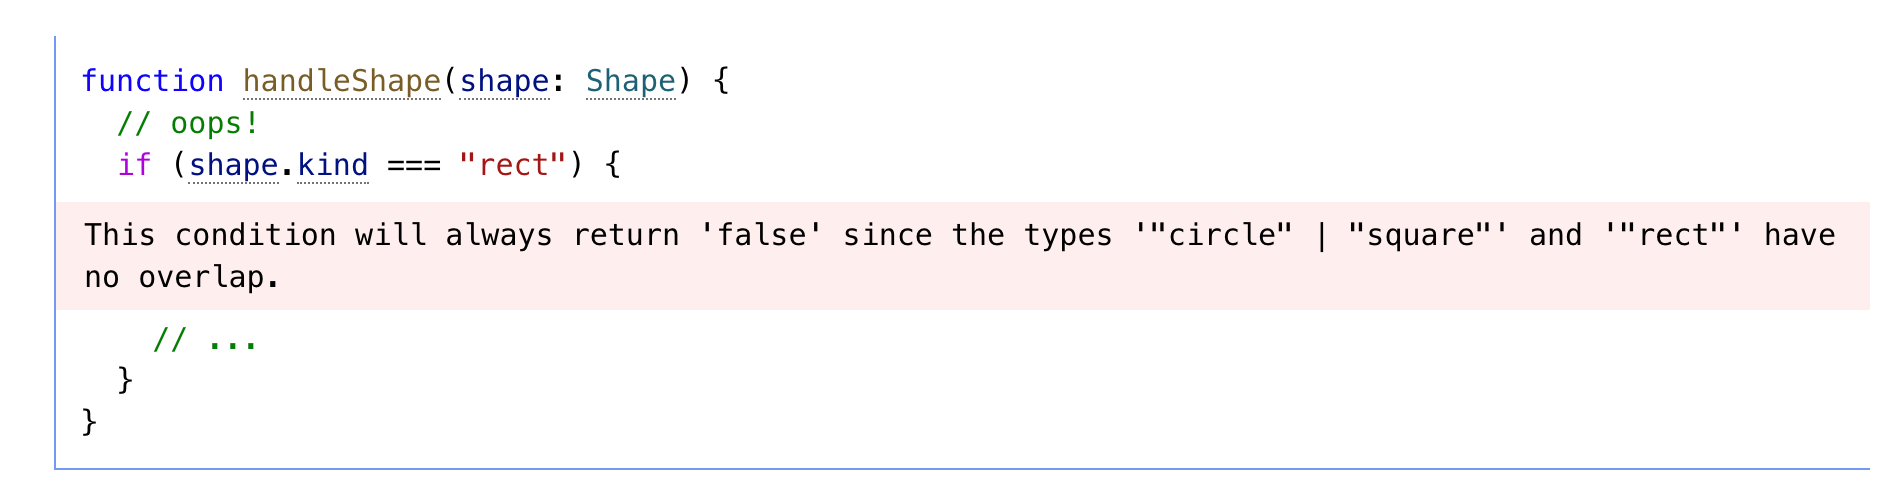 function handleShape(shape: Shape) {
  // oops!
  if (shape.kind === "rect") {
This condition will always return 'false' since the types '"circle" | "square"' and '"rect"' have
no overlap.
    // ...
  }
}